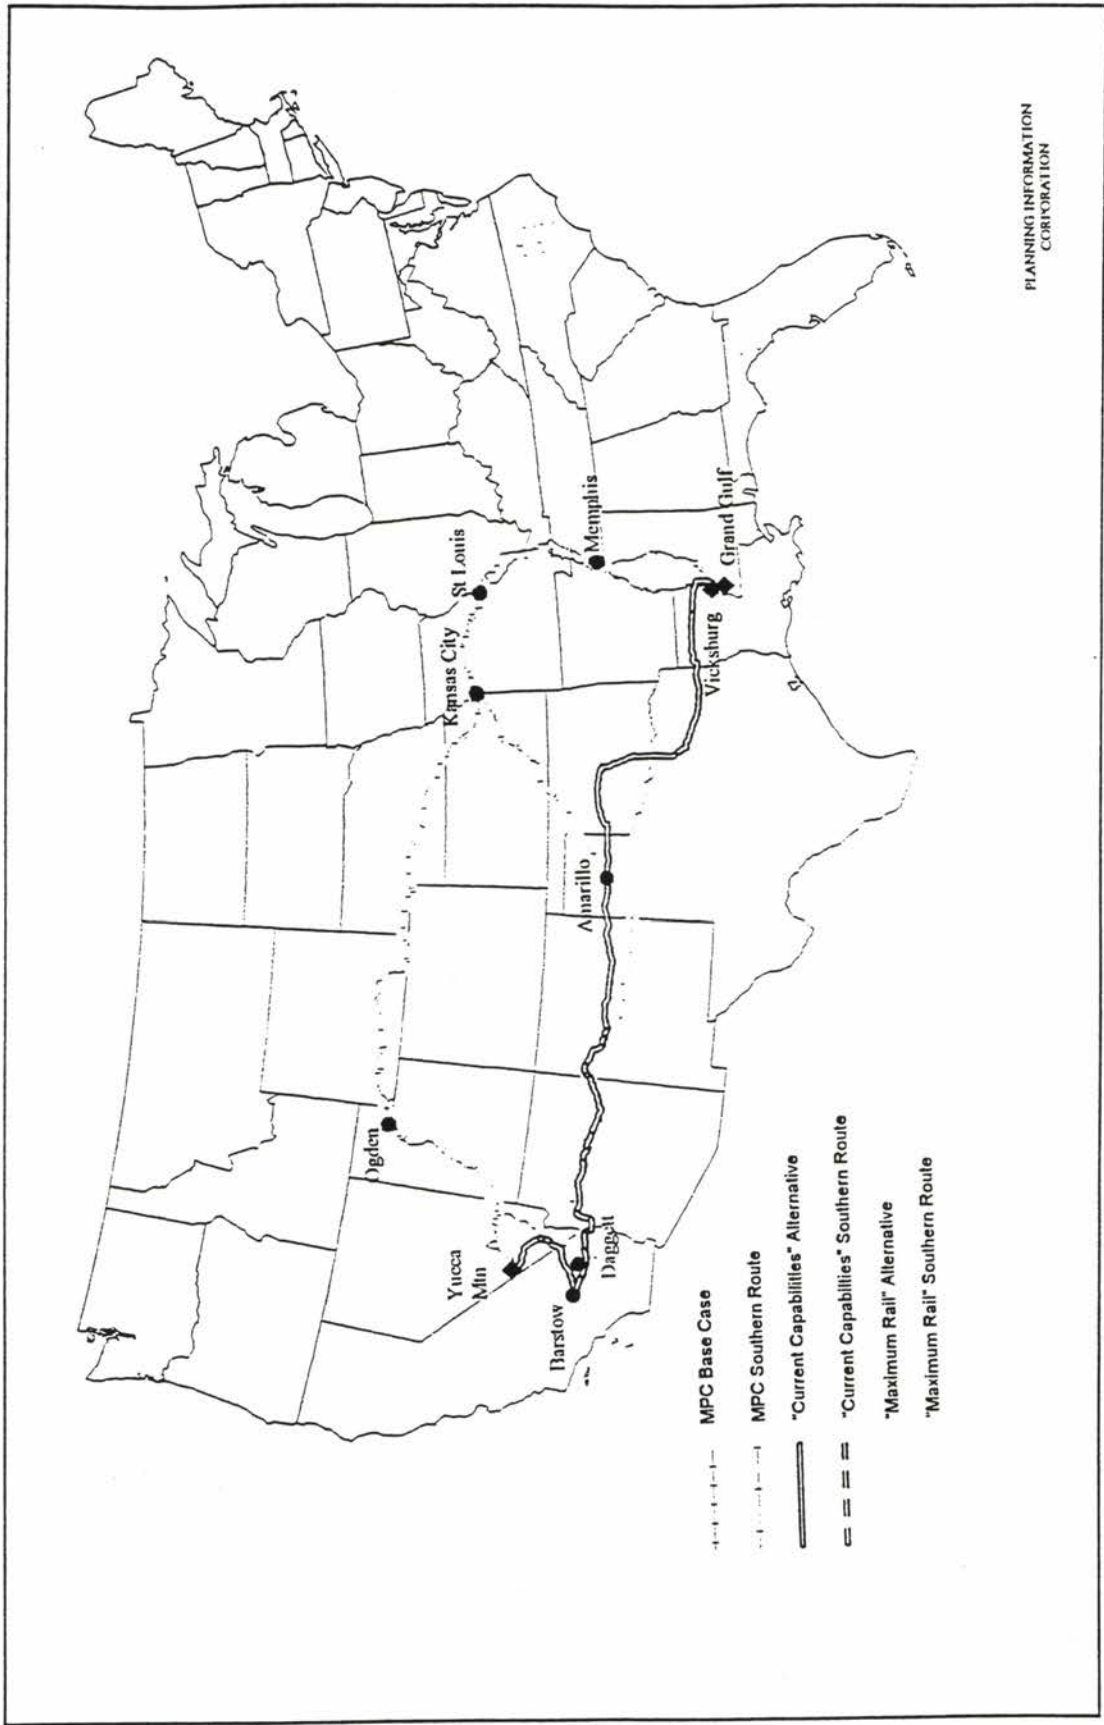 Yucca
Mtn
Ogden
Kansas City
St Louis
Barstow
Daggett
Amarillo
Memphis
Vicksburg
Grand Gulf
MPC Base Case
MPC Southern Route
"Current Capabilities" Alternative
"Current Capabilities" Southern Route
"Maximum Rail" Alternative
"Maximum Rail" Southern Route
PLANNING INFORMATION
CORPORATION